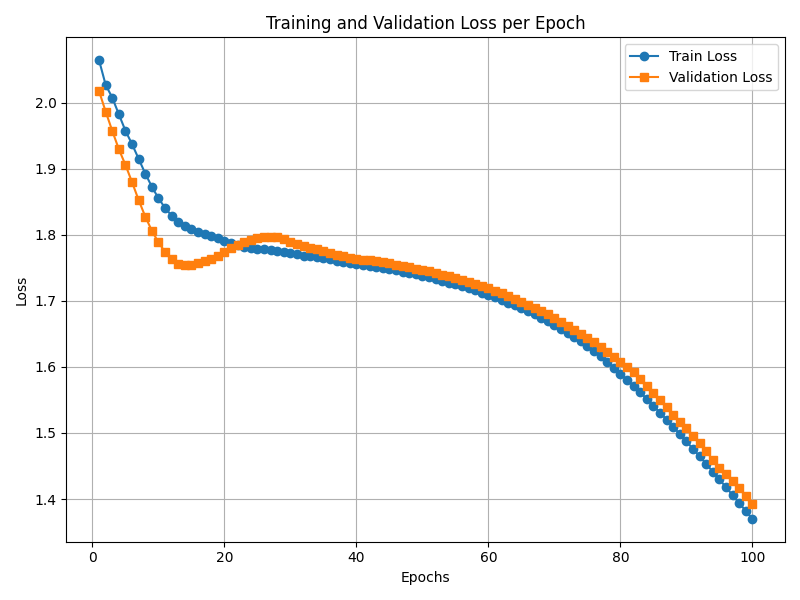 Training and Validation Loss per Epoch
Train Loss
Validation Loss
2.0
1.9
1.8
1.7
1.6
1.5
1.4
Loss
0 20 40 60 80 100
Epochs